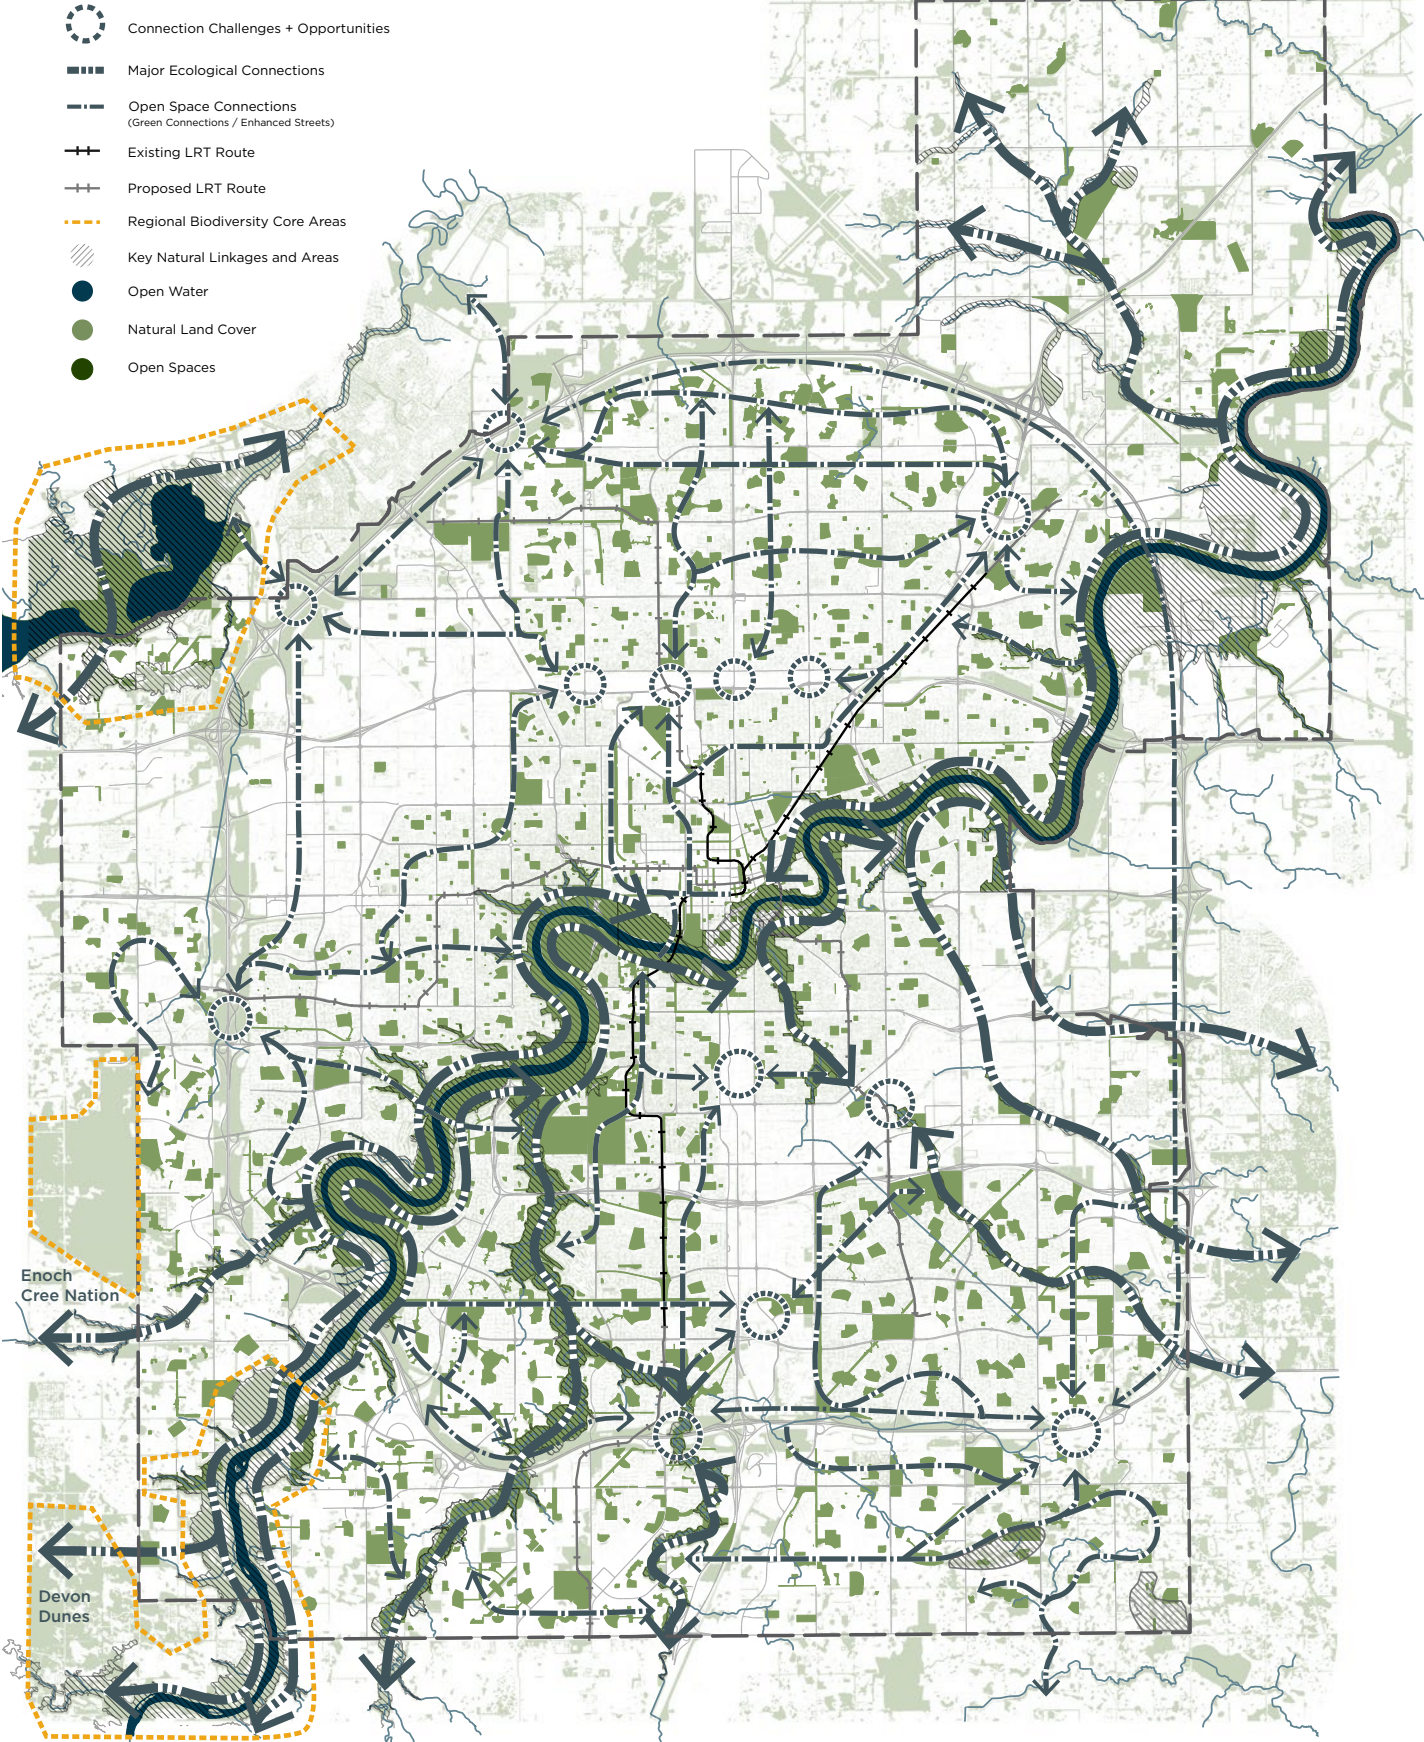 Connection Challenges + Opportunities
Major Ecological Connections
Open Space Connections
(Green Connections / Enhanced Streets)
Existing LRT Route
Proposed LRT Route
Regional Biodiversity Core Areas
Key Natural Linkages and Areas
Open Water
Natural Land Cover
Open Spaces
Enoch
Cree Nation
Devon
Dunes